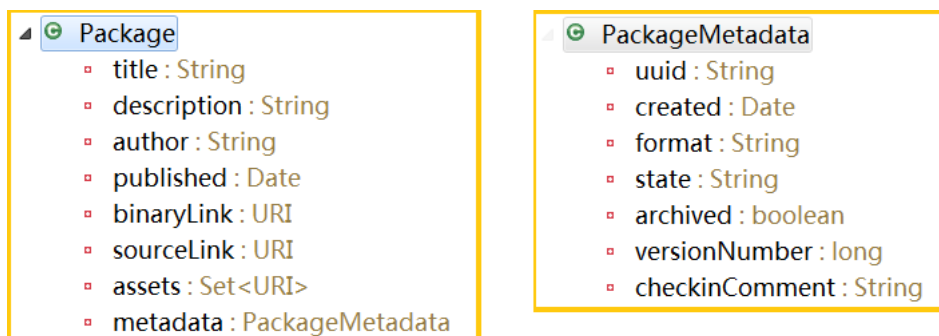 Package
title : String
description : String
author : String
published : Date
binaryLink : URI
sourceLink : URI
assets : Set<URI>
metadata : PackageMetadata
PackageMetadata
uuid : String
created : Date
format : String
state : String
archived : boolean
versionNumber : long
checkinComment : String